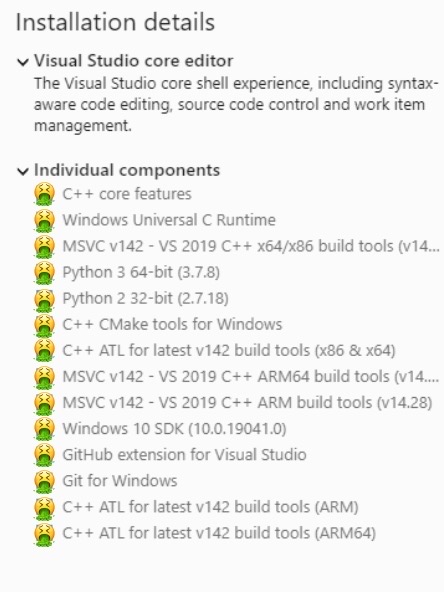 Installation details
Visual Studio core editor
The Visual Studio core shell experience, including syntax-
aware code editing, source code control and work item
management.
Individual components
C++ core features
Windows Universal C Runtime
MSVC v142 - VS 2019 C++ x64/x86 build tools (v14...
Python 3 64-bit (3.7.8)
Python 2 32-bit (2.7.18)
C++ CMake tools for Windows
C++ ATL for latest v142 build tools (x86 & x64)
MSVC v142 - VS 2019 C++ ARM64 build tools (v14....
MSVC v142 - VS 2019 C++ ARM build tools (v14.28)
Windows 10 SDK (10.0.19041.0)
GitHub extension for Visual Studio
Git for Windows
C++ ATL for latest v142 build tools (ARM)
C++ ATL for latest v142 build tools (ARM64)